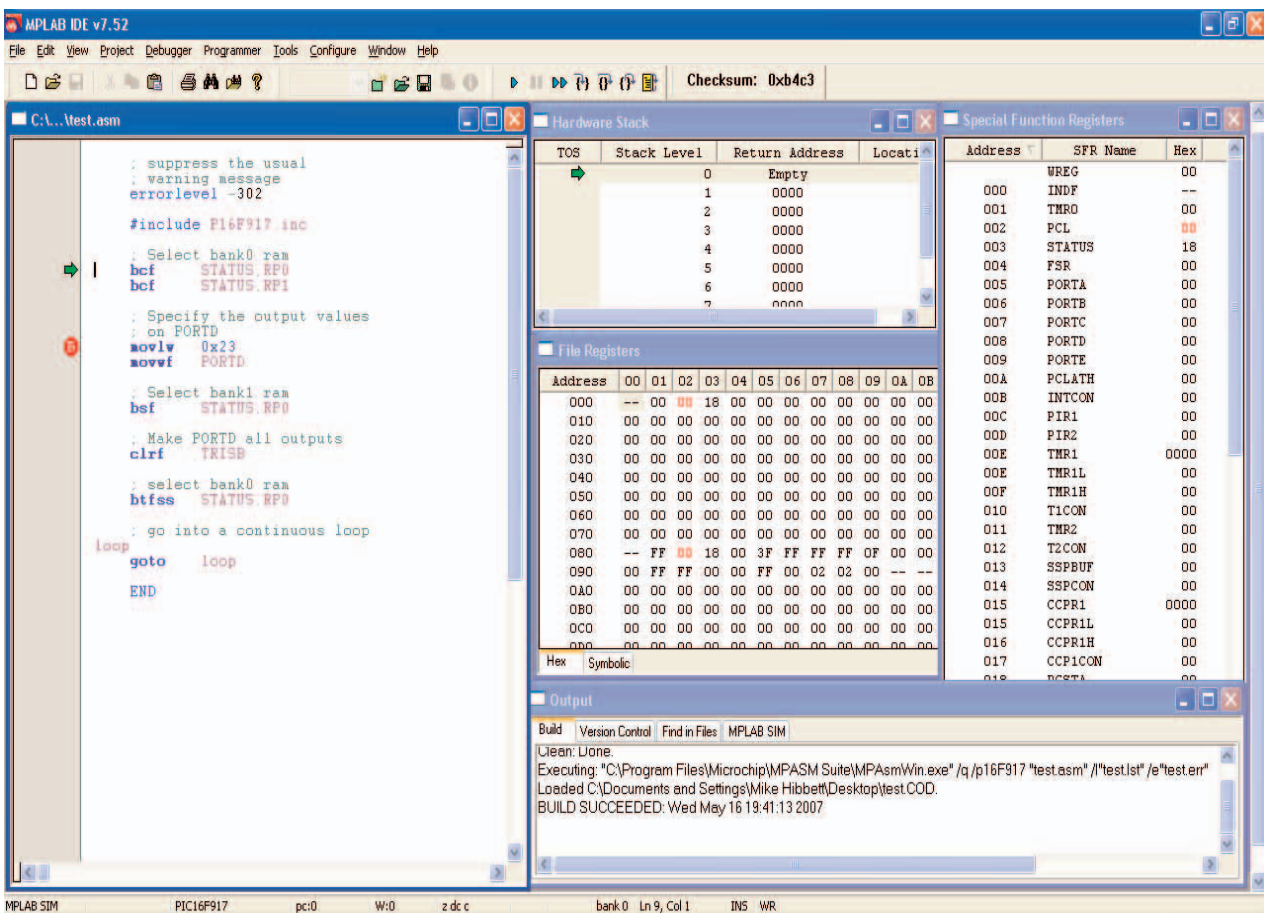 MPLAB IDE v7.52
File Edit View Project Debugger Programmer Tools Configure Window Help
Checksum: 0xb4c3
C:\...\test.asm
; suppress the usual
; warning message
errorlevel -302
#include P16F917.inc
; Select bank0 ram
bcf STATUS,RP0
bcf STATUS,RP1
; Specify the output values
; on PORTD
movlw 0x23
movwf PORTD
; Select bank1 ram
bsf STATUS,RP0
; Make PORTD all outputs
clrf TRISB
; select bank0 ram
btfss STATUS,RP0
; go into a continuous loop
loop
goto loop
END
Hardware Stack
TOS Stack Level Return Address Locati
0 Empty
1 0000
2 0000
3 0000
4 0000
5 0000
6 0000
7 0000
File Registers
Address 00 01 02 03 04 05 06 07 08 09 0A 0B
000 -- 00 00 18 00 00 00 00 00 00 00 00
010 00 00 00 00 00 00 00 00 00 00 00 00
020 00 00 00 00 00 00 00 00 00 00 00 00
030 00 00 00 00 00 00 00 00 00 00 00 00
040 00 00 00 00 00 00 00 00 00 00 00 00
050 00 00 00 00 00 00 00 00 00 00 00 00
060 00 00 00 00 00 00 00 00 00 00 00 00
070 00 00 00 00 00 00 00 00 00 00 00 00
080 -- FF 00 18 00 3F FF FF FF 0F 00 00
090 00 FF FF 00 00 FF 00 02 02 00 -- --
0A0 00 00 00 00 00 00 00 00 00 00 00 00
0B0 00 00 00 00 00 00 00 00 00 00 00 00
0C0 00 00 00 00 00 00 00 00 00 00 00 00
0D0 00 00 00 00 00 00 00 00 00 00 00 00
Hex Symbolic
Special Function Registers
Address SFR Name Hex
WREG 00
000 INDF --
001 TMR0 00
002 PCL 00
003 STATUS 18
004 FSR 00
005 PORTA 00
006 PORTB 00
007 PORTC 00
008 PORTD 00
009 PORTE 00
00A PCLATH 00
00B INTCON 00
00C PIR1 00
00D PIR2 00
00E TMR1 0000
00E TMR1L 00
00F TMR1H 00
010 T1CON 00
011 TMR2 00
012 T2CON 00
013 SSPBUF 00
014 SSPCON 00
015 CCPR1 0000
015 CCPR1L 00
016 CCPR1H 00
017 CCP1CON 00
018 RCSTA 00
Output
Build Version Control Find in Files MPLAB SIM
Clean: Done.
Executing: "C:\Program Files\Microchip\MPASM Suite\MPAsmWin.exe" /q /p16F917 "test.asm" /l"test.lst" /e"test.err"
Loaded C:\Documents and Settings\Mike Hibbett\Desktop\test.COD.
BUILD SUCCEEDED: Wed May 16 19:41:13 2007
MPLAB SIM PIC16F917 pc:0 W:0 z dc c bank 0 Ln 9, Col 1 INS WR